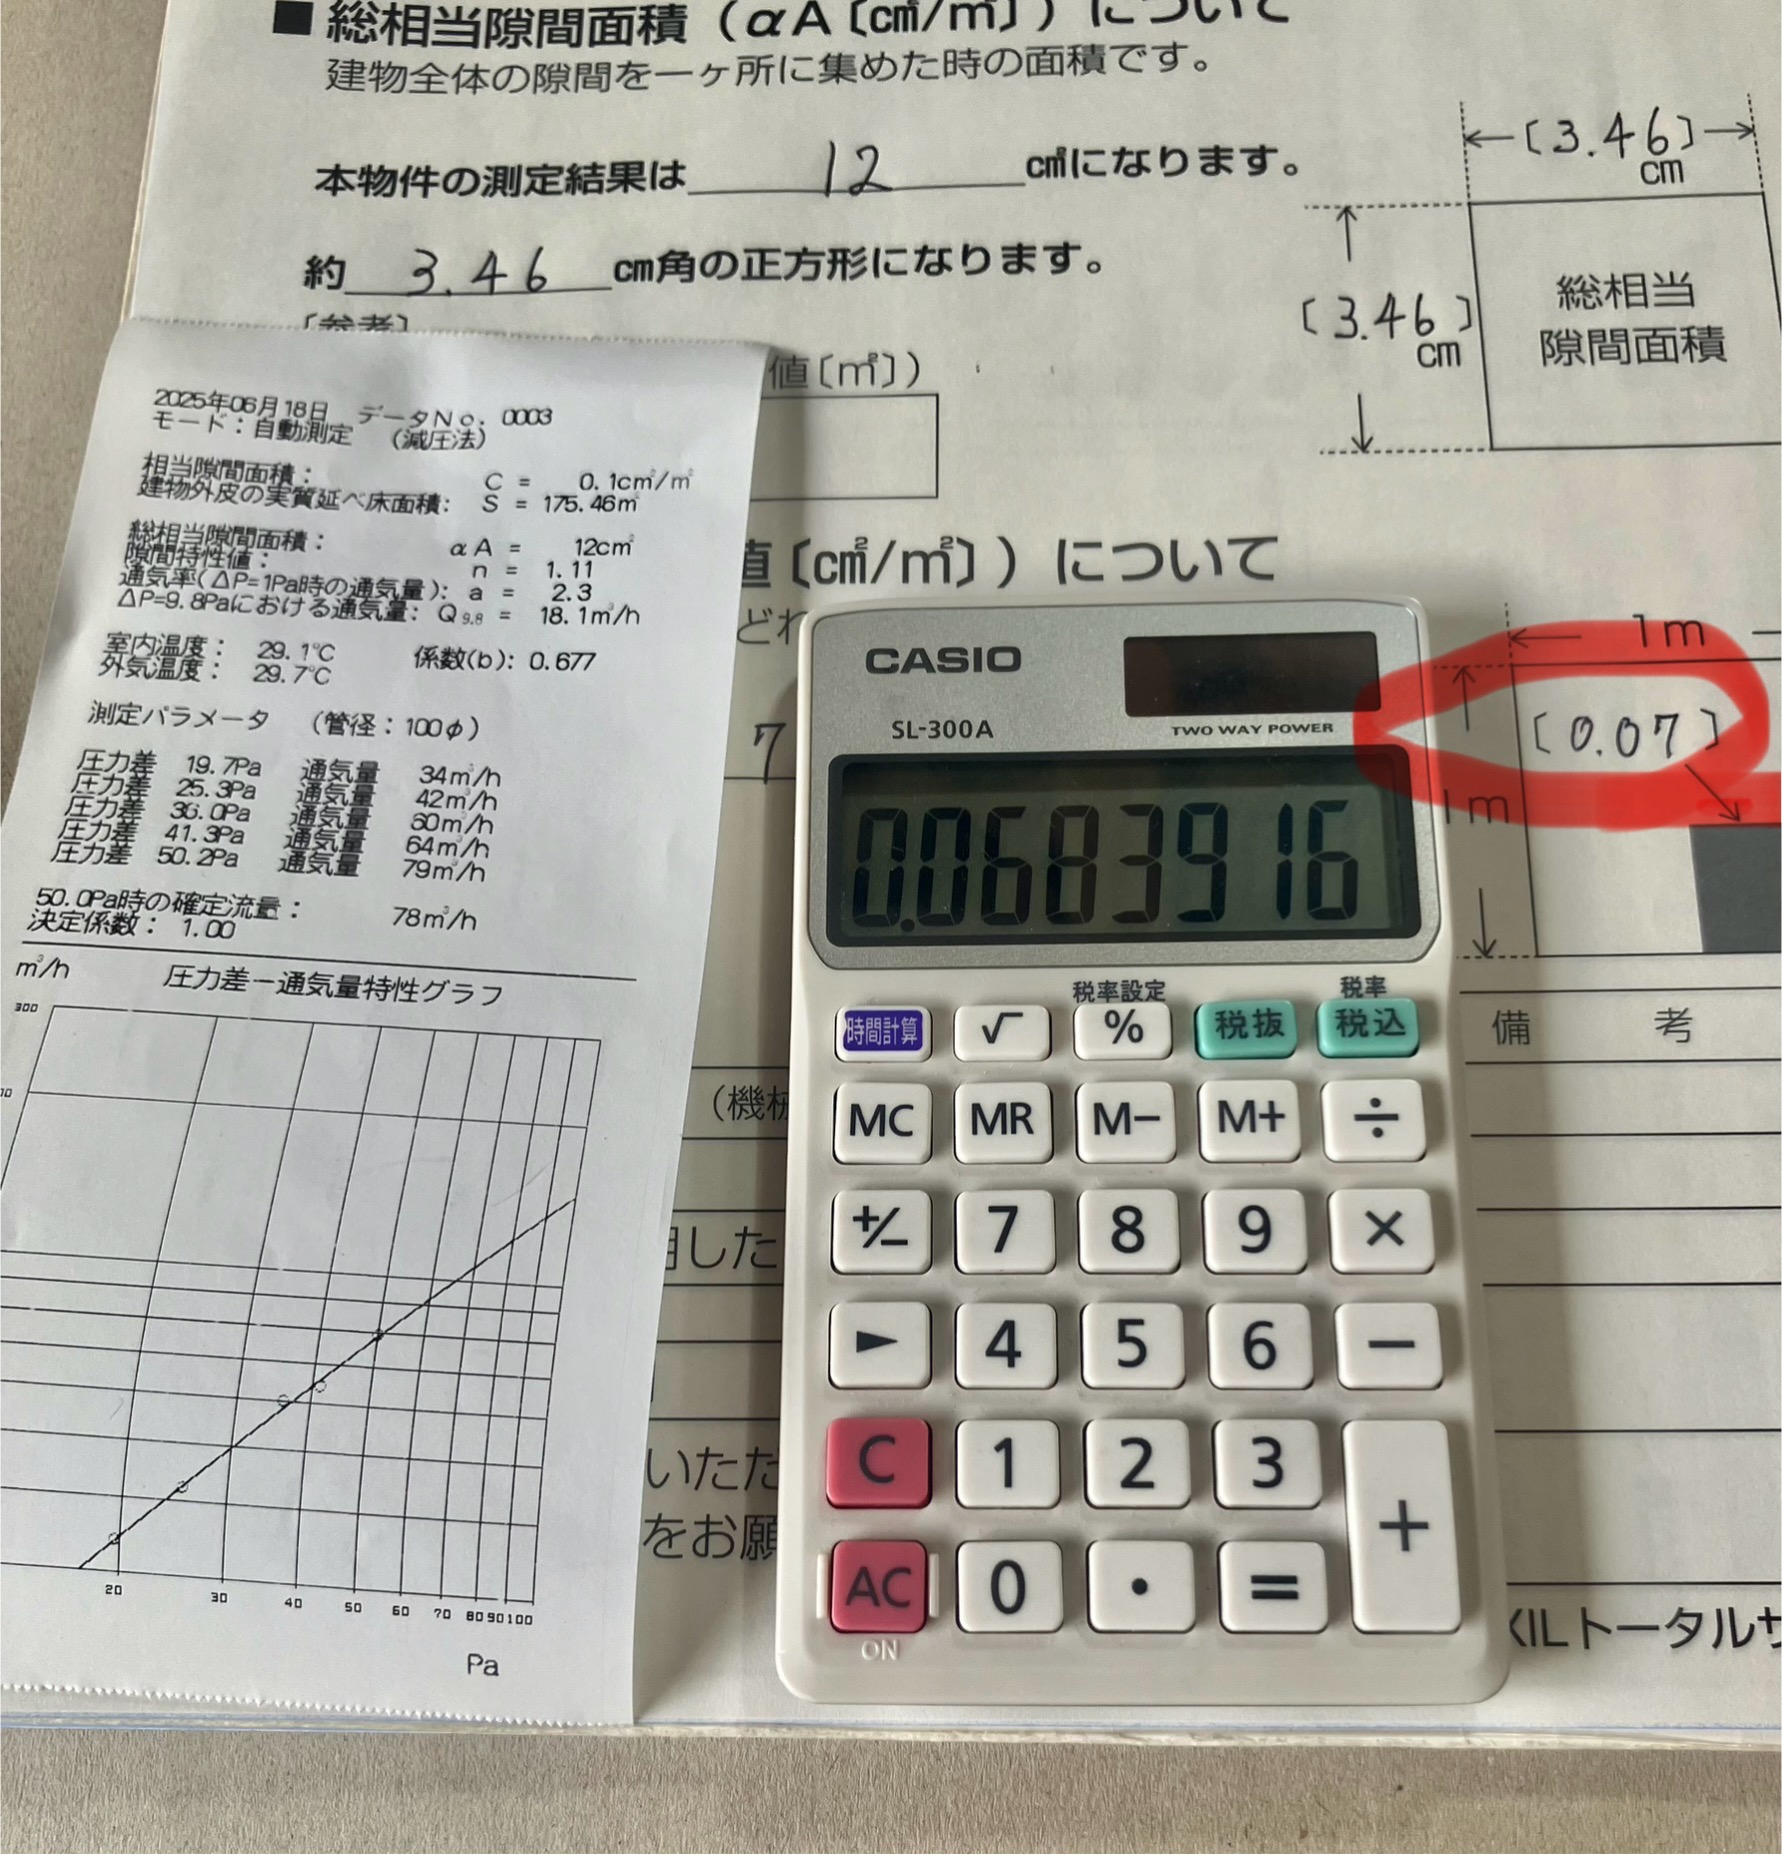 ■ 総相当隙間面積（αA〔c㎡/㎡〕）について
建物全体の隙間を一ヶ所に集めた時の面積です。
本物件の測定結果は 12 c㎡になります。
約 3.46 cm角の正方形になります。
〔参考〕
値〔㎡〕）
〔3.46〕
cm
〔3.46〕
cm
総相当
隙間面積
値〔c㎡/㎡〕）について
どれ
7
1m
〔0.07〕
1m
備 考
（機械
用した
いただ
をお願
XILトータルサ
2025年06月18日 データNo. 0003
モード：自動測定 （減圧法）
相当隙間面積： C = 0.1cm²/m²
建物外皮の実質延べ床面積： S = 175.46m²
総相当隙間面積： αA = 12cm²
隙間特性値： n = 1.11
通気率(ΔP=1Pa時の通気量)： a = 2.3
ΔP=9.8Paにおける通気量： Q9.8 = 18.1m³/h
室内温度： 29.1℃ 係数(b)： 0.677
外気温度： 29.7℃
測定パラメータ （管径：100φ）
圧力差 19.7Pa 通気量 34m³/h
圧力差 25.3Pa 通気量 42m³/h
圧力差 36.0Pa 通気量 60m³/h
圧力差 41.3Pa 通気量 64m³/h
圧力差 50.2Pa 通気量 79m³/h
50.0Pa時の確定流量： 78m³/h
決定係数： 1.00
m³/h 圧力差－通気量特性グラフ
300
20 30 40 50 60 70 80 90 100
Pa
CASIO
SL-300A TWO WAY POWER
0.0683916
税率設定 税率
時間計算 √ % 税抜 税込
MC MR M− M+ ÷
+/− 7 8 9 ×
► 4 5 6 −
C 1 2 3
+
AC 0 • =
ON